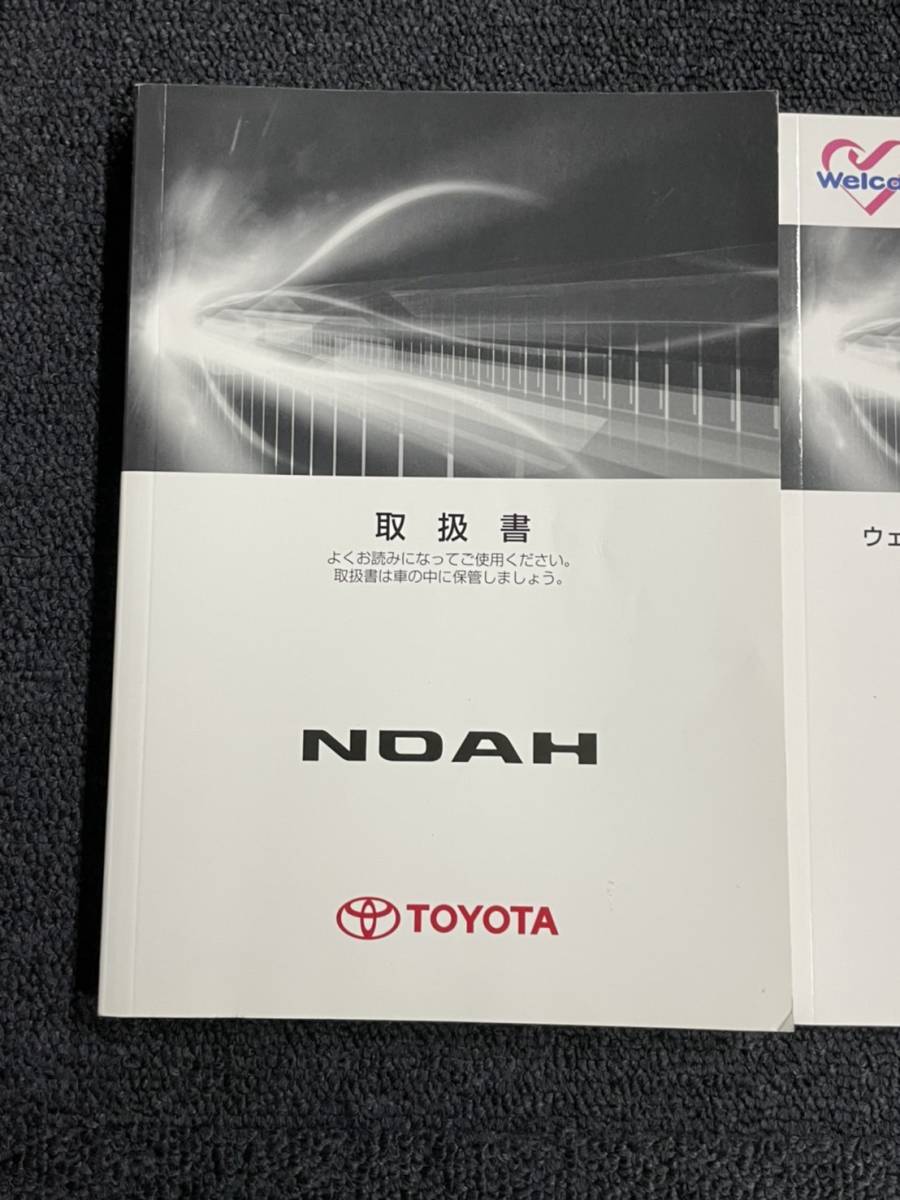 取扱書
よくお読みになってご使用ください。
取扱書は車の中に保管しましょう。
NOAH
TOYOTA
Welc
ウェ